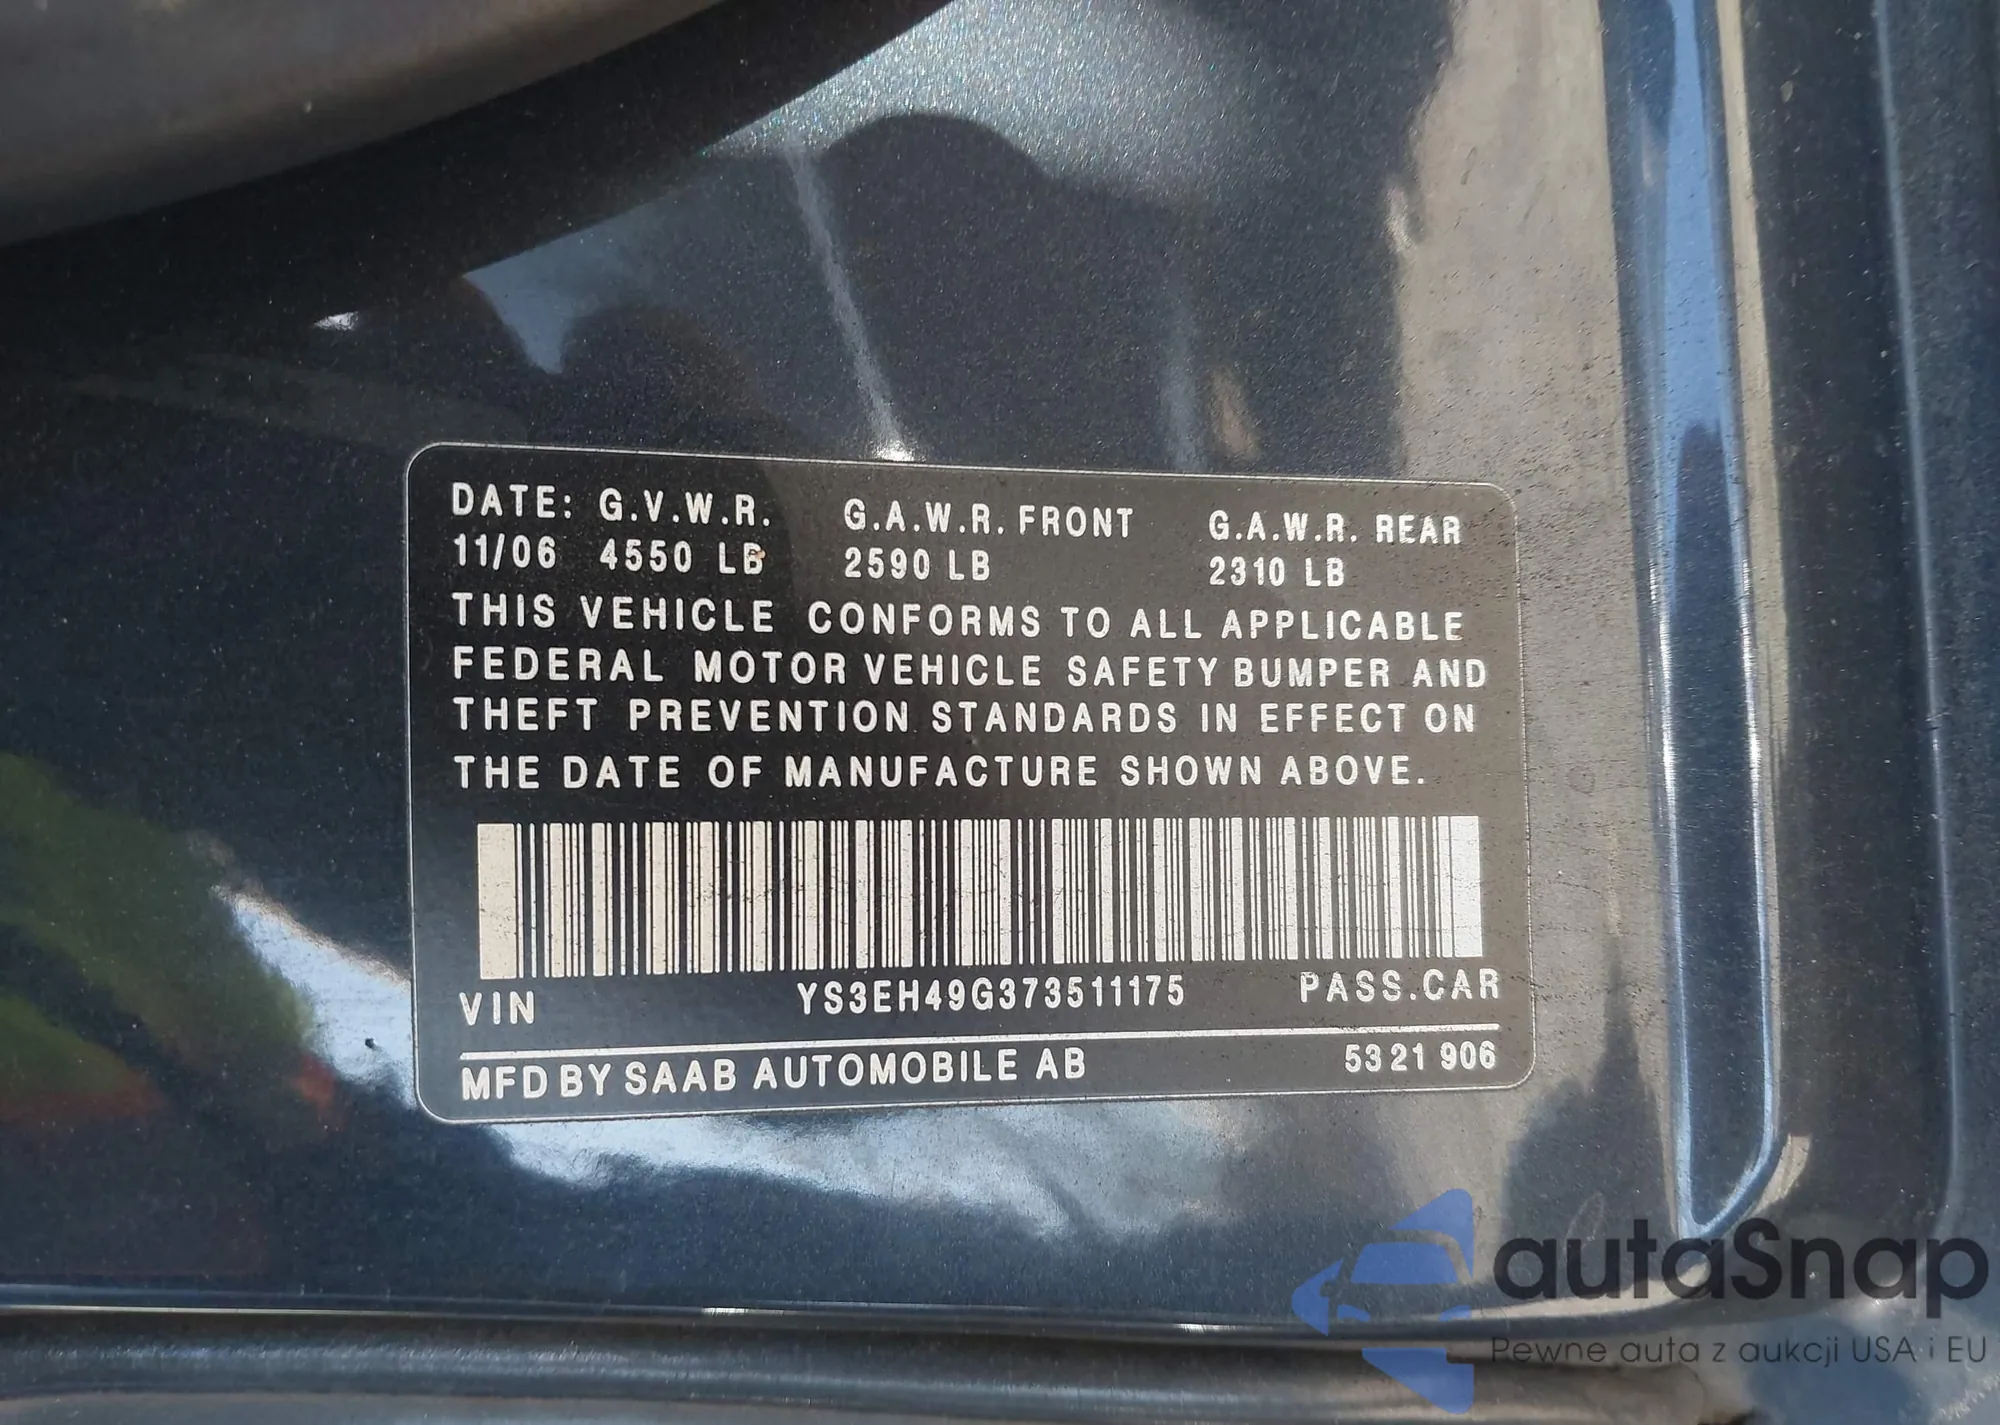 DATE: G.V.W.R. G.A.W.R. FRONT G.A.W.R. REAR
11/06 4550 LB 2590 LB 2310 LB
THIS VEHICLE CONFORMS TO ALL APPLICABLE
FEDERAL MOTOR VEHICLE SAFETY BUMPER AND
THEFT PREVENTION STANDARDS IN EFFECT ON
THE DATE OF MANUFACTURE SHOWN ABOVE.
VIN YS3EH49G373511175 PASS.CAR
MFD BY SAAB AUTOMOBILE AB 53 21 906
autaSnap
Pewne auta z aukcji USA i EU